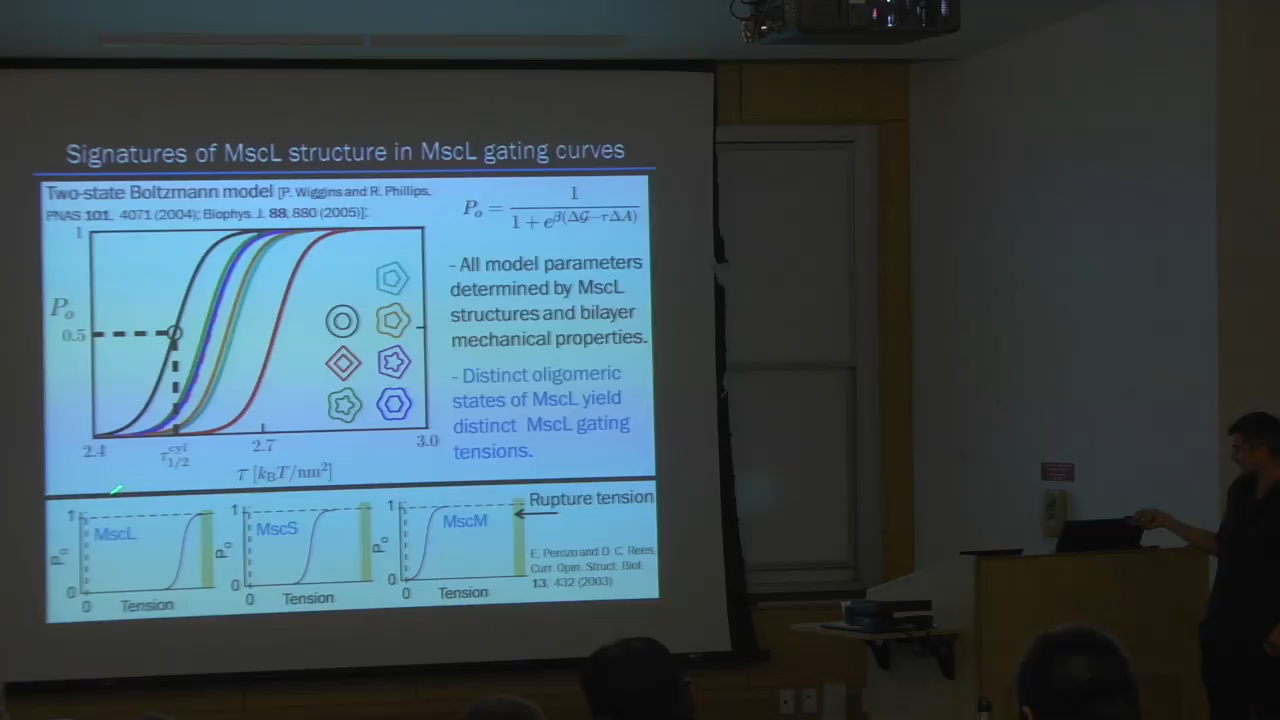 Signatures of MscL structure in MscL gating curves
Two-state Boltzmann model [P. Wiggins and R. Phillips,
PNAS 101, 4071 (2004); Biophys. J. 88, 880 (2005)]:
P_o = 1 / (1 + e^{β(ΔG−τΔA)})
1
P_o
0.5
2.4
τ_{1/2}^{cyl}
2.7
3.0
τ [k_BT/nm²]
- All model parameters
determined by MscL
structures and bilayer
mechanical properties.
- Distinct oligomeric
states of MscL yield
distinct MscL gating
tensions.
1
MscL
P_o
0
0
Tension
1
MscS
P_o
0
0
Tension
1
MscM
P_o
0
0
Tension
Rupture tension
E. Perozo and D. C. Rees,
Curr. Opin. Struct. Biol.
13, 432 (2003)